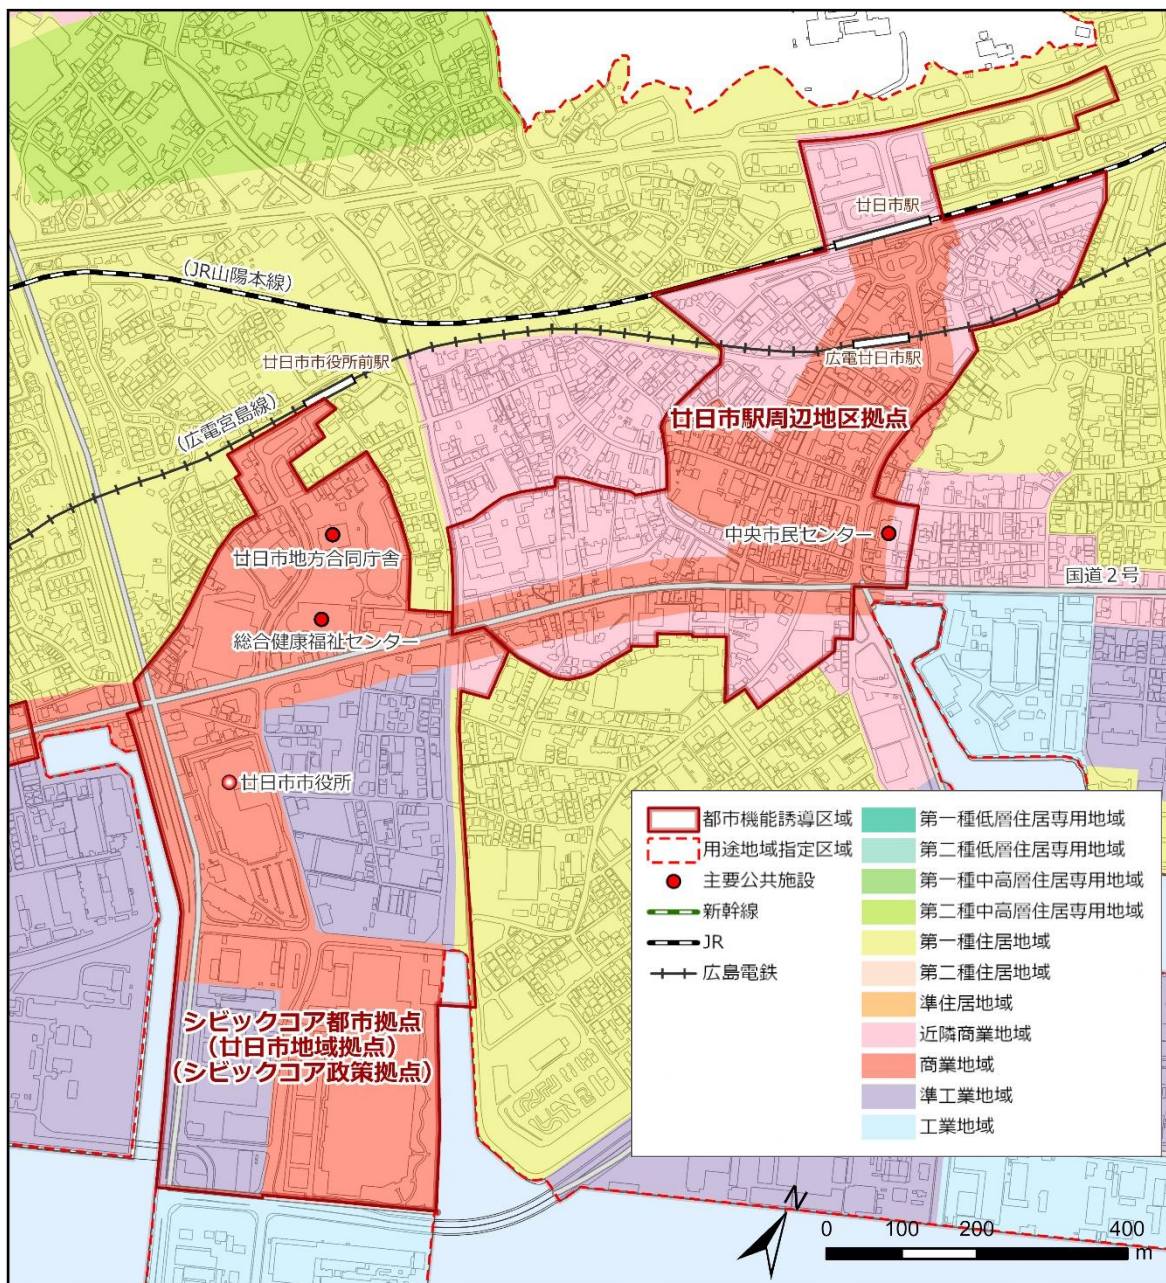 廿日市駅
(JR山陽本線)
廿日市市役所前駅
広電廿日市駅
(広電宮島線)
廿日市駅周辺地区拠点
中央市民センター
廿日市地方合同庁舎
国道2号
総合健康福祉センター
廿日市市役所
シビックコア都市拠点
(廿日市地域拠点)
(シビックコア政策拠点)
都市機能誘導区域
用途地域指定区域
主要公共施設
新幹線
JR
広島電鉄
第一種低層住居専用地域
第二種低層住居専用地域
第一種中高層住居専用地域
第二種中高層住居専用地域
第一種住居地域
第二種住居地域
準住居地域
近隣商業地域
商業地域
準工業地域
工業地域
N
0 100 200 400
m